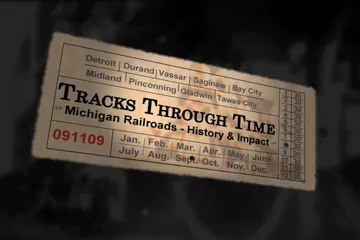 Detroit Durand Vassar Saginaw Bay City
Midland Pinconning Gladwin Tawas City
TRACKS THROUGH TIME
Michigan Railroads - History & Impact
091109
Jan. Feb. Mar. Apr. May June
July Aug. Sept. Oct. Nov. Dec.